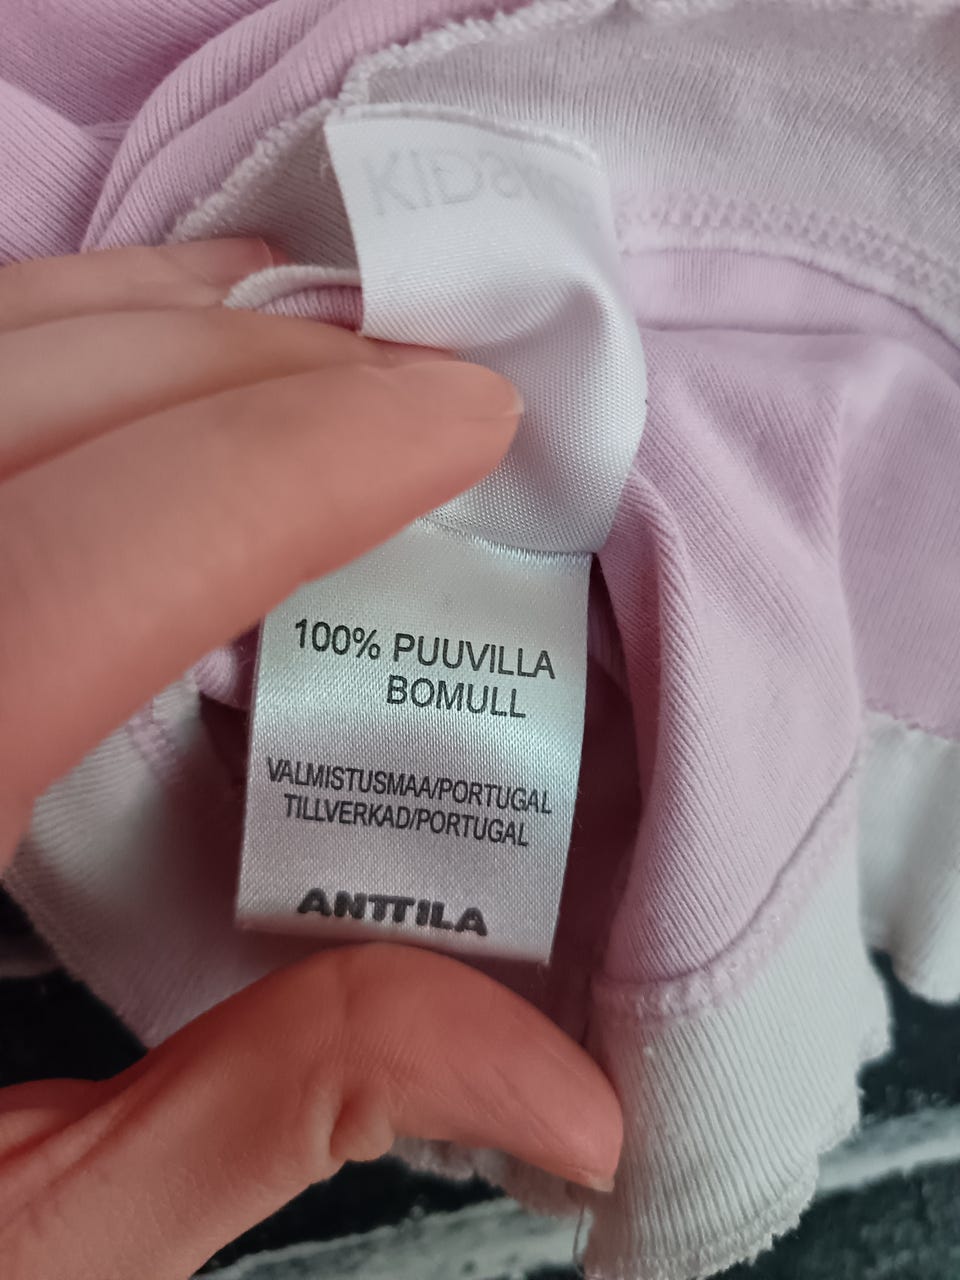 100% PUUVILLA
BOMULL
VALMISTUSMAA/PORTUGAL
TILLVERKAD/PORTUGAL
ANTTILA